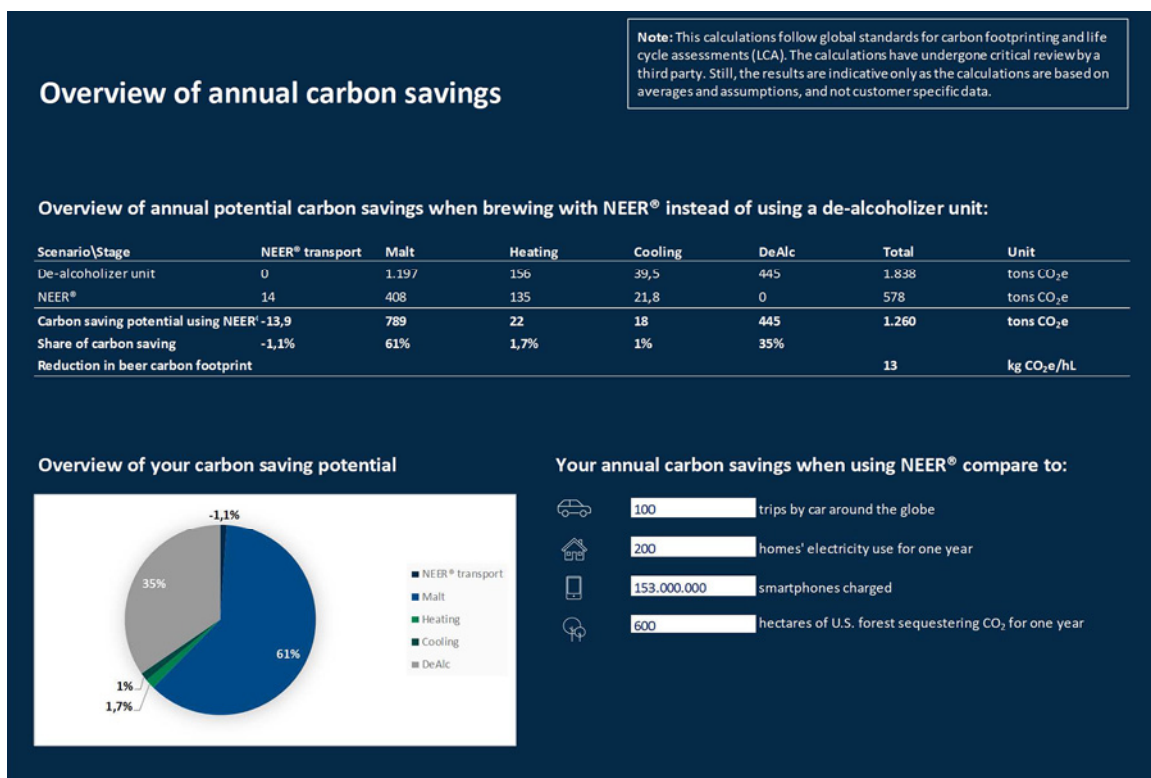 Note: This calculations follow global standards for carbon footprinting and life
cycle assessments (LCA). The calculations have undergone critical review by a
third party. Still, the results are indicative only as the calculations are based on
averages and assumptions, and not customer specific data.
Overview of annual carbon savings
Overview of annual potential carbon savings when brewing with NEER® instead of using a de-alcoholizer unit:
Scenario\Stage NEER® transport Malt Heating Cooling DeAlc Total Unit
De-alcoholizer unit 0 1.197 156 39,5 445 1.838 tons CO₂e
NEER® 14 408 135 21,8 0 578 tons CO₂e
Carbon saving potential using NEER -13,9 789 22 18 445 1.260 tons CO₂e
Share of carbon saving -1,1% 61% 1,7% 1% 35%
Reduction in beer carbon footprint 13 kg CO₂e/hL
Overview of your carbon saving potential
-1,1%
35%
61%
1%
1,7%
NEER® transport
Malt
Heating
Cooling
DeAlc
Your annual carbon savings when using NEER® compare to:
100 trips by car around the globe
200 homes' electricity use for one year
153.000.000 smartphones charged
600 hectares of U.S. forest sequestering CO₂ for one year